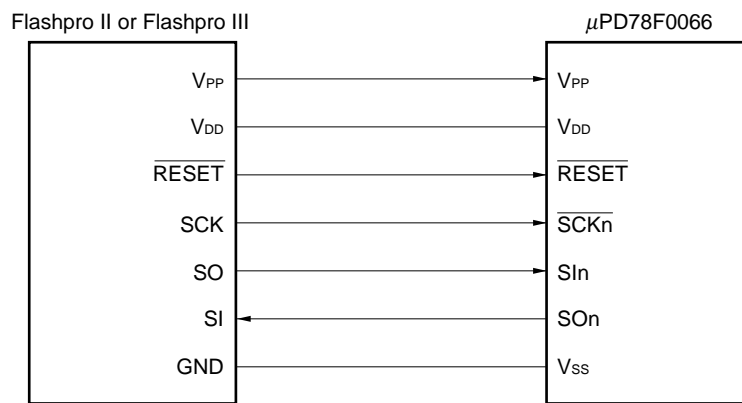 Flashpro II or Flashpro III
μPD78F0066
VPP VPP
VDD VDD
RESET RESET
SCK SCKn
SO SIn
SI SOn
GND VSS